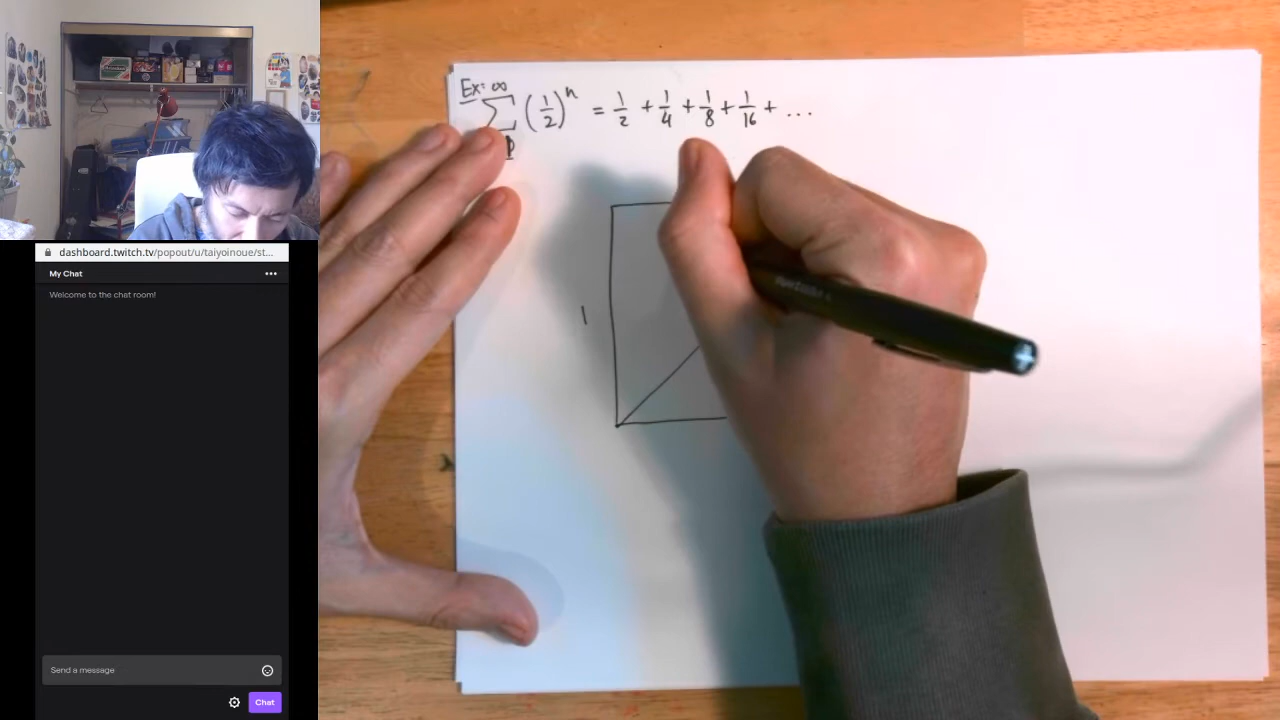 dashboard.twitch.tv/popout/u/taiyoinoue/st...
My Chat
Welcome to the chat room!
Send a message
Chat
Ex: ∞
∑ (1/2)^n = 1/2 + 1/4 + 1/8 + 1/16 + ...
1